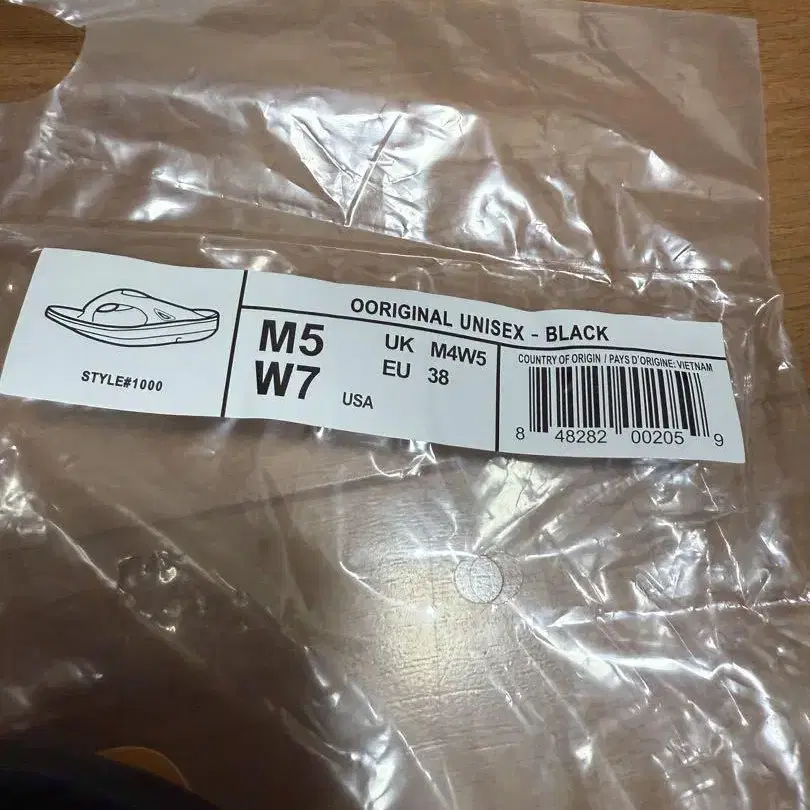 STYLE#1000
OORIGINAL UNISEX - BLACK
M5
W7
USA
UK M4W5
EU 38
COUNTRY OF ORIGIN / PAYS D'ORIGINE: VIETNAM
8 48282 00205 9